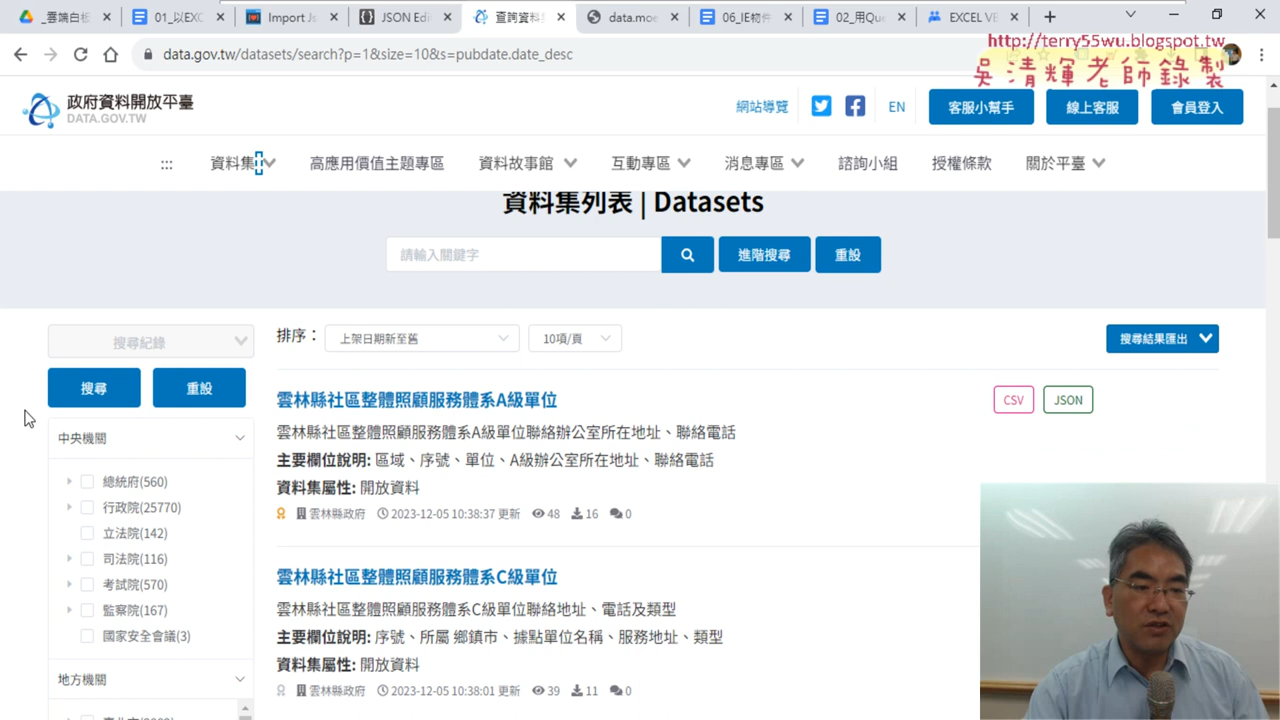 _雲端白板
01_以EXC
Import Js
JSON Edi
查詢資料
data.moe
06_IE物件
02_用Que
EXCEL VB
data.gov.tw/datasets/search?p=1&size=10&s=pubdate.date_desc
http://terry55wu.blogspot.tw
吳清輝老師錄製
政府資料開放平臺
DATA.GOV.TW
網站導覽
EN
客服小幫手
線上客服
會員登入
:::
資料集
高應用價值主題專區
資料故事館
互動專區
消息專區
諮詢小組
授權條款
關於平臺
資料集列表 | Datasets
請輸入關鍵字
進階搜尋
重設
搜尋紀錄
排序：
上架日期新至舊
10項/頁
搜尋結果匯出
搜尋
重設
中央機關
總統府(560)
行政院(25770)
立法院(142)
司法院(116)
考試院(570)
監察院(167)
國家安全會議(3)
地方機關
雲林縣社區整體照顧服務體系A級單位
CSV
JSON
雲林縣社區整體照顧服務體系A級單位聯絡辦公室所在地址、聯絡電話
主要欄位說明: 區域、序號、單位、A級辦公室所在地址、聯絡電話
資料集屬性: 開放資料
雲林縣政府
2023-12-05 10:38:37 更新
48
16
0
雲林縣社區整體照顧服務體系C級單位
雲林縣社區整體照顧服務體系C級單位聯絡地址、電話及類型
主要欄位說明: 序號、所屬 鄉鎮市、據點單位名稱、服務地址、類型
資料集屬性: 開放資料
雲林縣政府
2023-12-05 10:38:01 更新
39
11
0